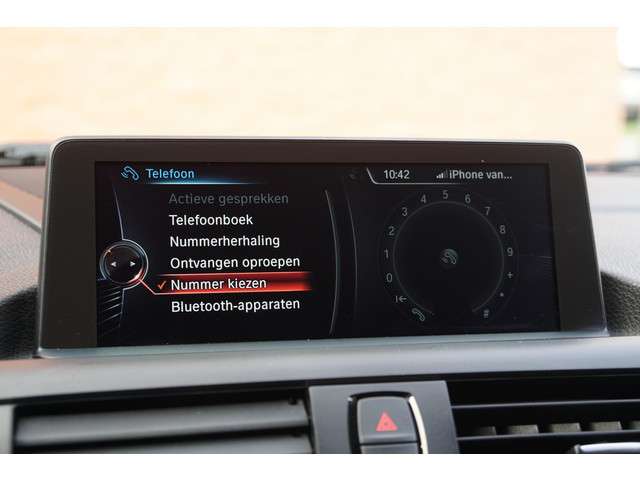 Telefoon
10:42 iPhone van...
Actieve gesprekken
Telefoonboek
Nummerherhaling
Ontvangen oproepen
Nummer kiezen
Bluetooth-apparaten
0
1
2
3
4
5
6
7
8
9
+
*
#